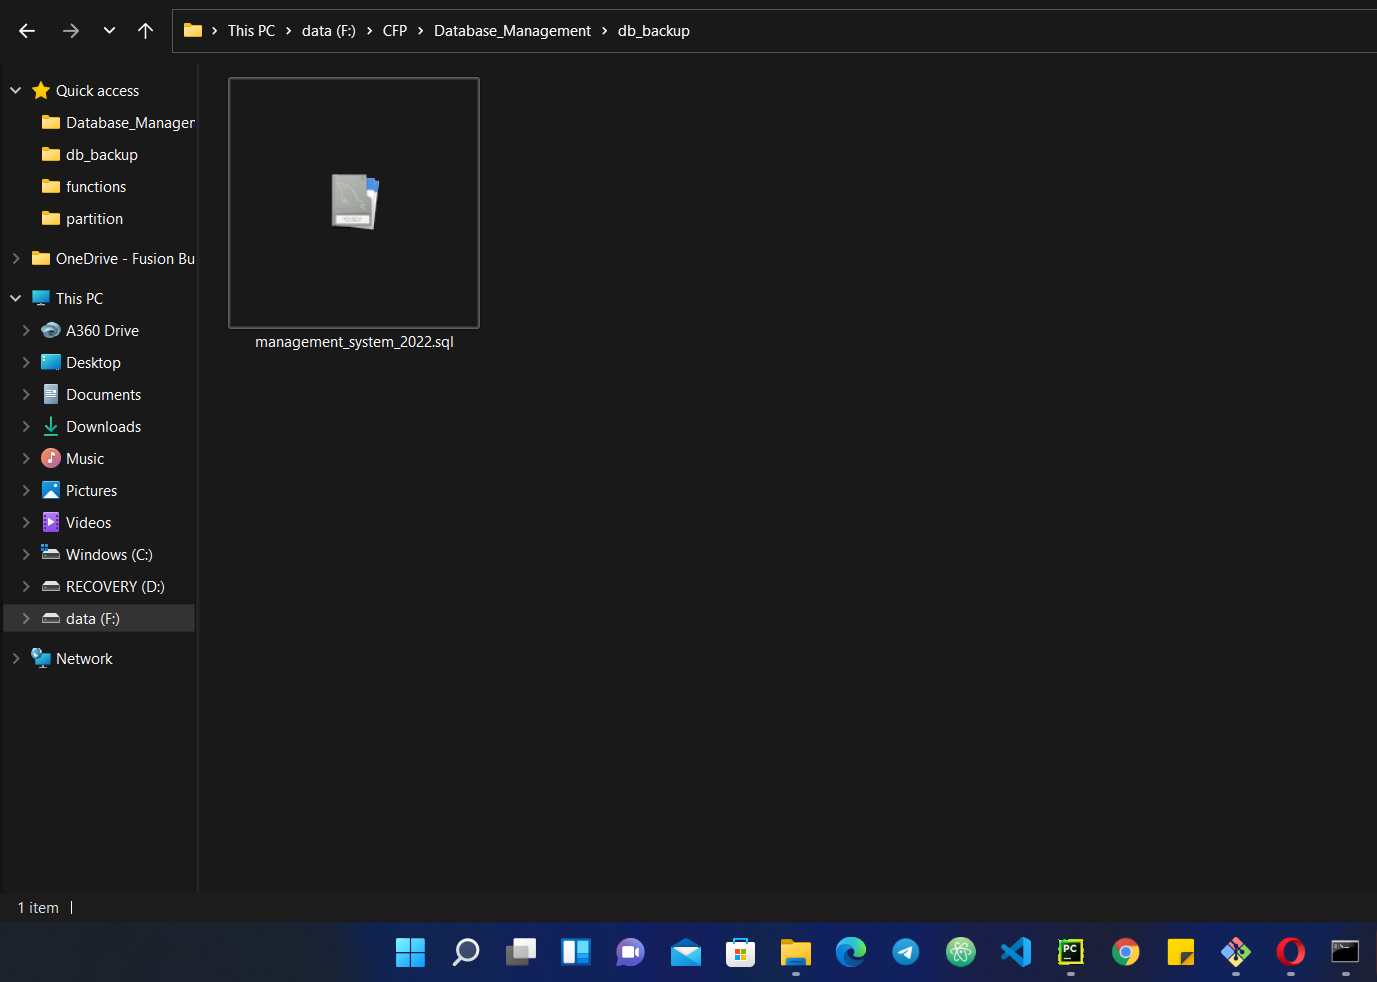 This PC > data (F:) > CFP > Database_Management > db_backup
Quick access
Database_Manager
db_backup
functions
partition
OneDrive - Fusion Bu
This PC
A360 Drive
Desktop
Documents
Downloads
Music
Pictures
Videos
Windows (C:)
RECOVERY (D:)
data (F:)
Network
management_system_2022.sql
1 item
PC